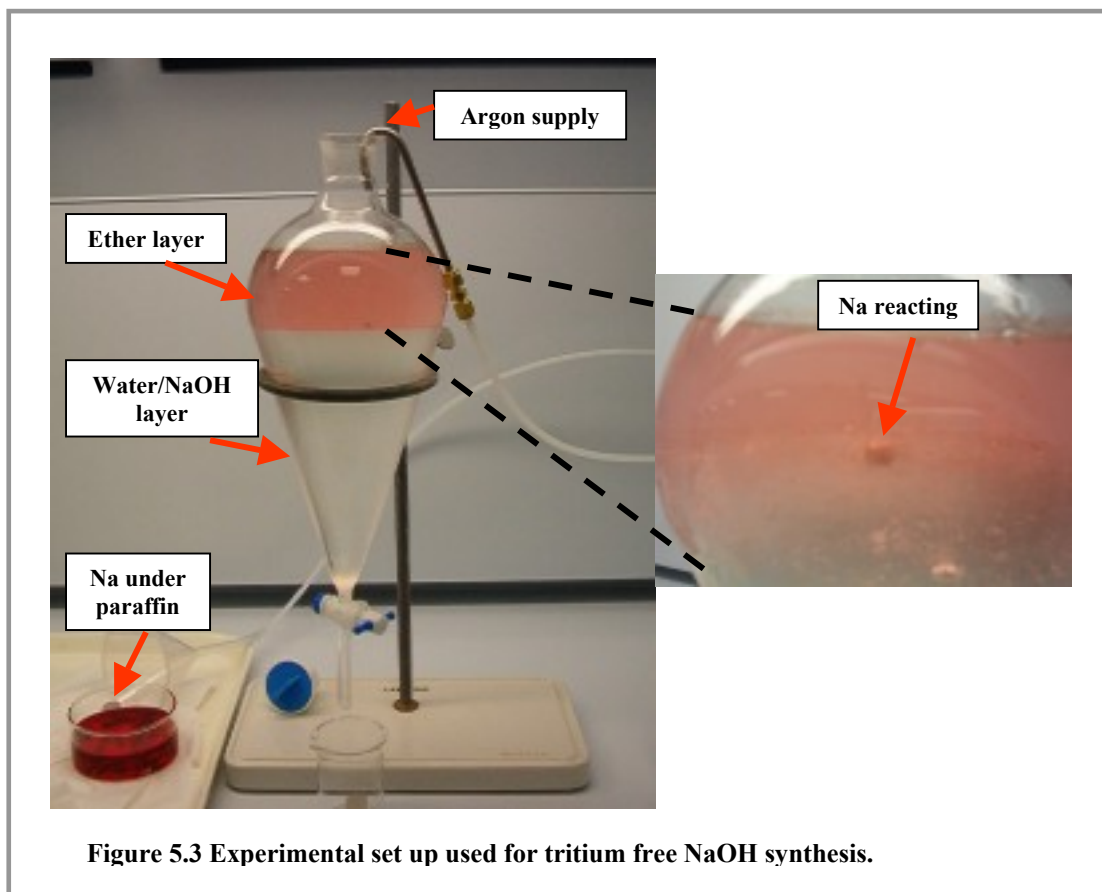 Argon supply
Ether layer
Na reacting
Water/NaOH
layer
Na under
paraffin
Figure 5.3 Experimental set up used for tritium free NaOH synthesis.